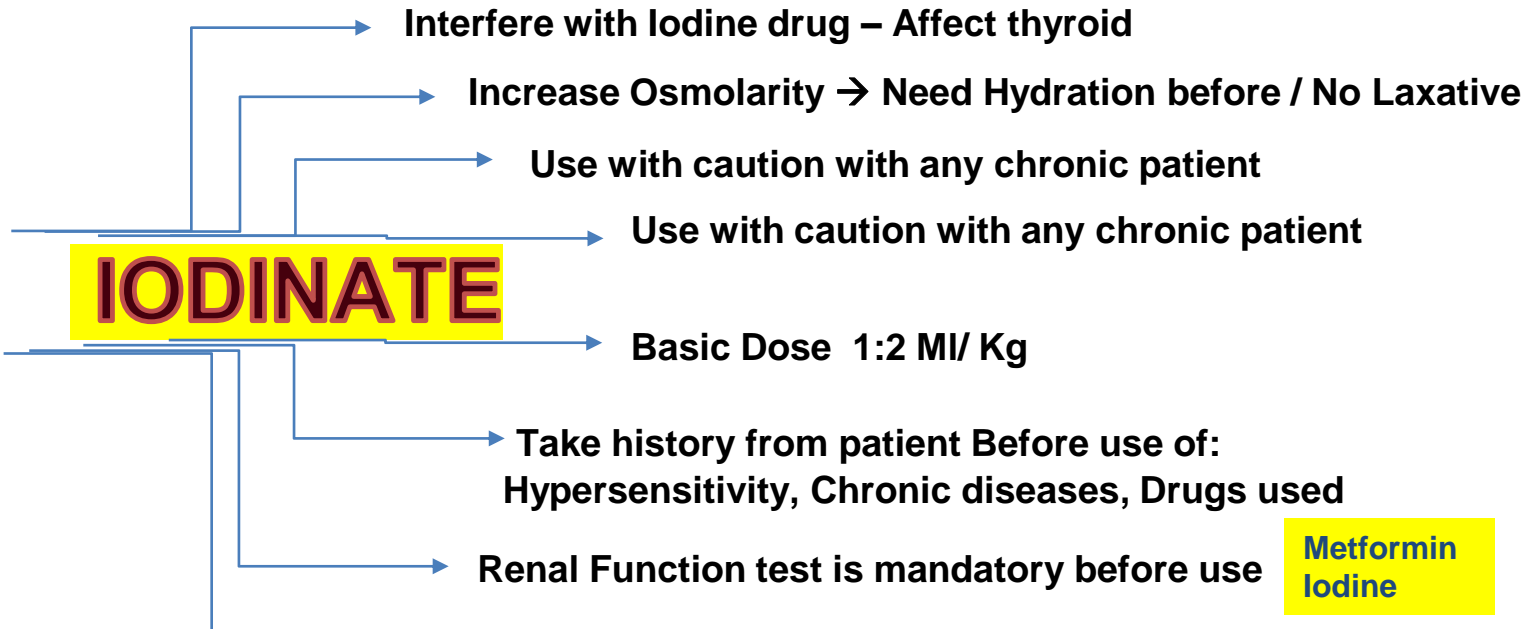 Interfere with Iodine drug – Affect thyroid
Increase Osmolarity → Need Hydration before / No Laxative
Use with caution with any chronic patient
Use with caution with any chronic patient
IODINATE
Basic Dose 1:2 Ml/ Kg
Take history from patient Before use of:
Hypersensitivity, Chronic diseases, Drugs used
Renal Function test is mandatory before use
Metformin
Iodine